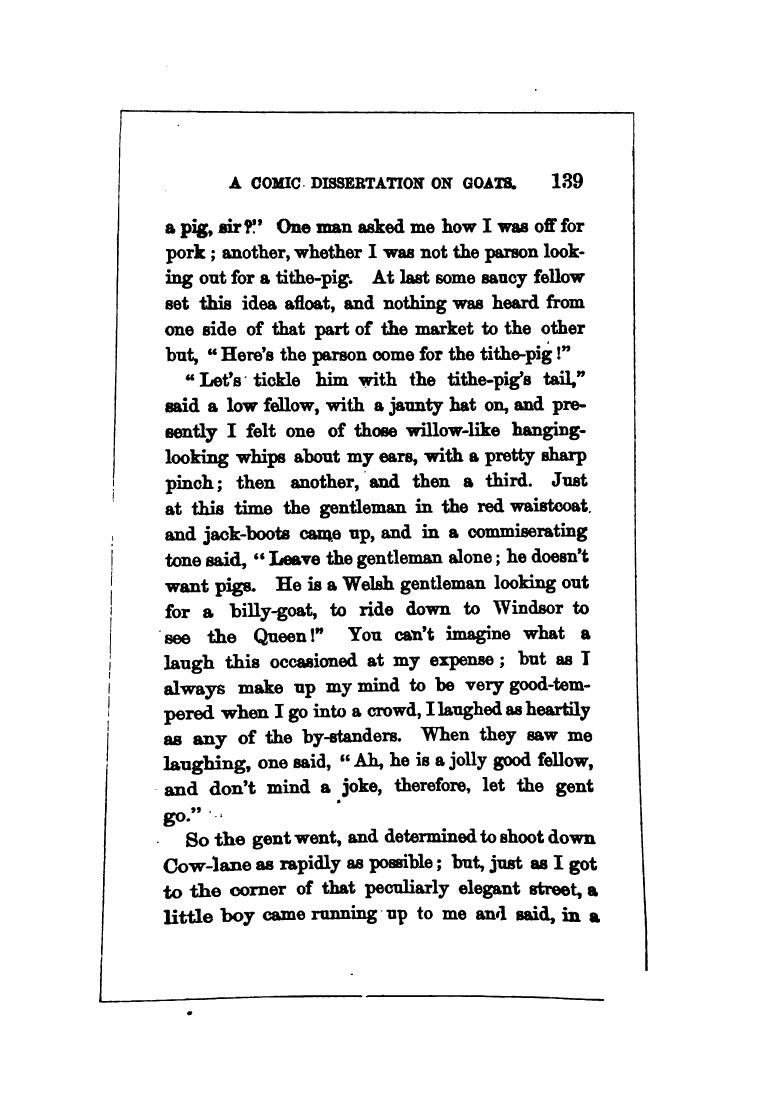 A COMIC DISSERTATION ON GOATS. 139
a pig, sir?" One man asked me how I was off for
pork ; another, whether I was not the parson look-
ing out for a tithe-pig. At last some saucy fellow
set this idea afloat, and nothing was heard from
one side of that part of the market to the other
but, "Here's the parson come for the tithe-pig !"
"Let's tickle him with the tithe-pig's tail,"
said a low fellow, with a jaunty hat on, and pre-
sently I felt one of those willow-like hanging-
looking whips about my ears, with a pretty sharp
pinch; then another, and then a third. Just
at this time the gentleman in the red waistcoat
and jack-boots came up, and in a commiserating
tone said, "Leave the gentleman alone; he doesn't
want pigs. He is a Welsh gentleman looking out
for a billy-goat, to ride down to Windsor to
see the Queen!" You can't imagine what a
laugh this occasioned at my expense ; but as I
always make up my mind to be very good-tem-
pered when I go into a crowd, I laughed as heartily
as any of the by-standers. When they saw me
laughing, one said, "Ah, he is a jolly good fellow,
and don't mind a joke, therefore, let the gent
go."
So the gent went, and determined to shoot down
Cow-lane as rapidly as possible; but, just as I got
to the corner of that peculiarly elegant street, a
little boy came running up to me and said, in a